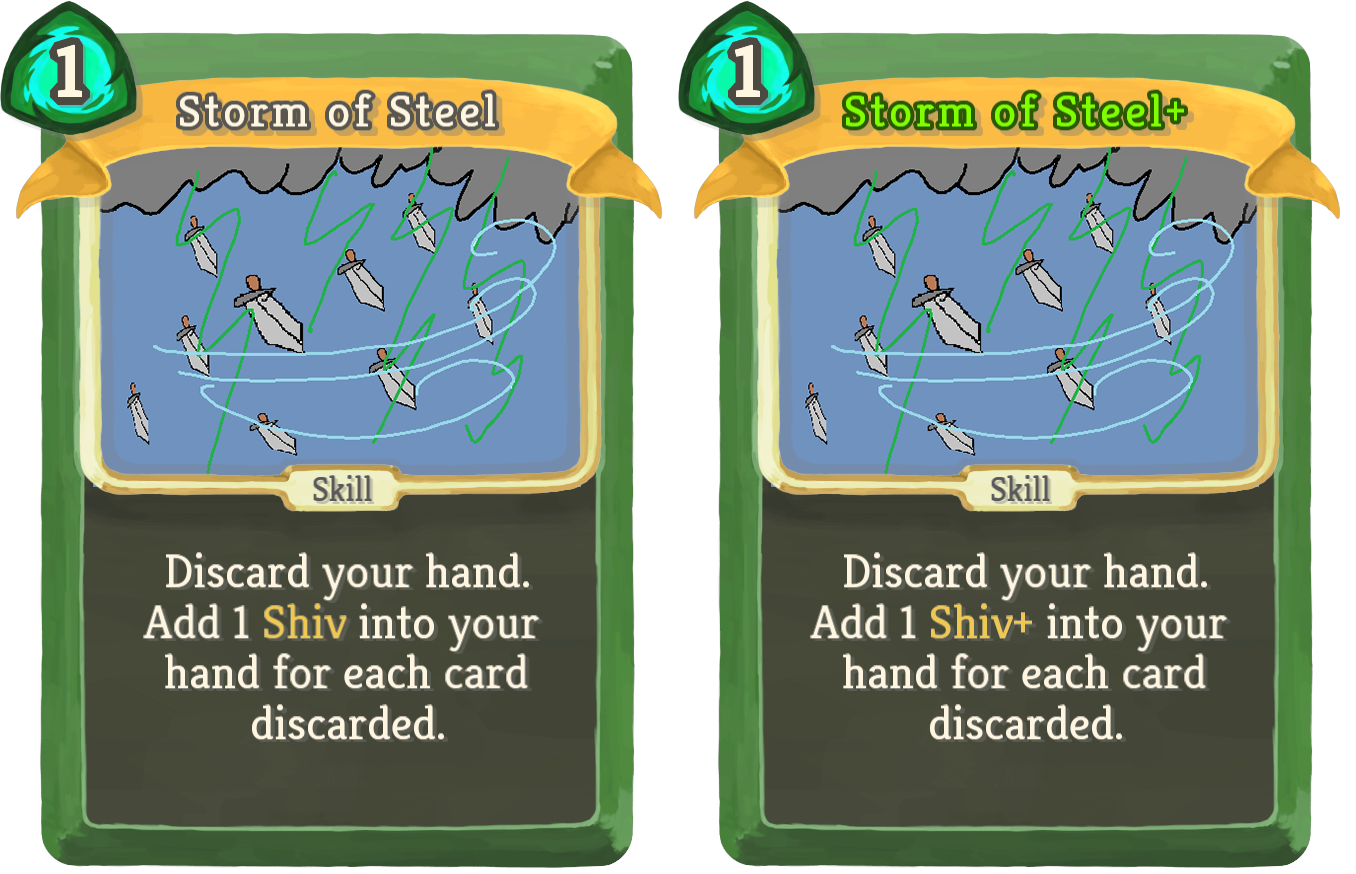 1
Storm of Steel
Skill
Discard your hand.
Add 1 Shiv into your
hand for each card
discarded.
1
Storm of Steel+
Skill
Discard your hand.
Add 1 Shiv+ into your
hand for each card
discarded.